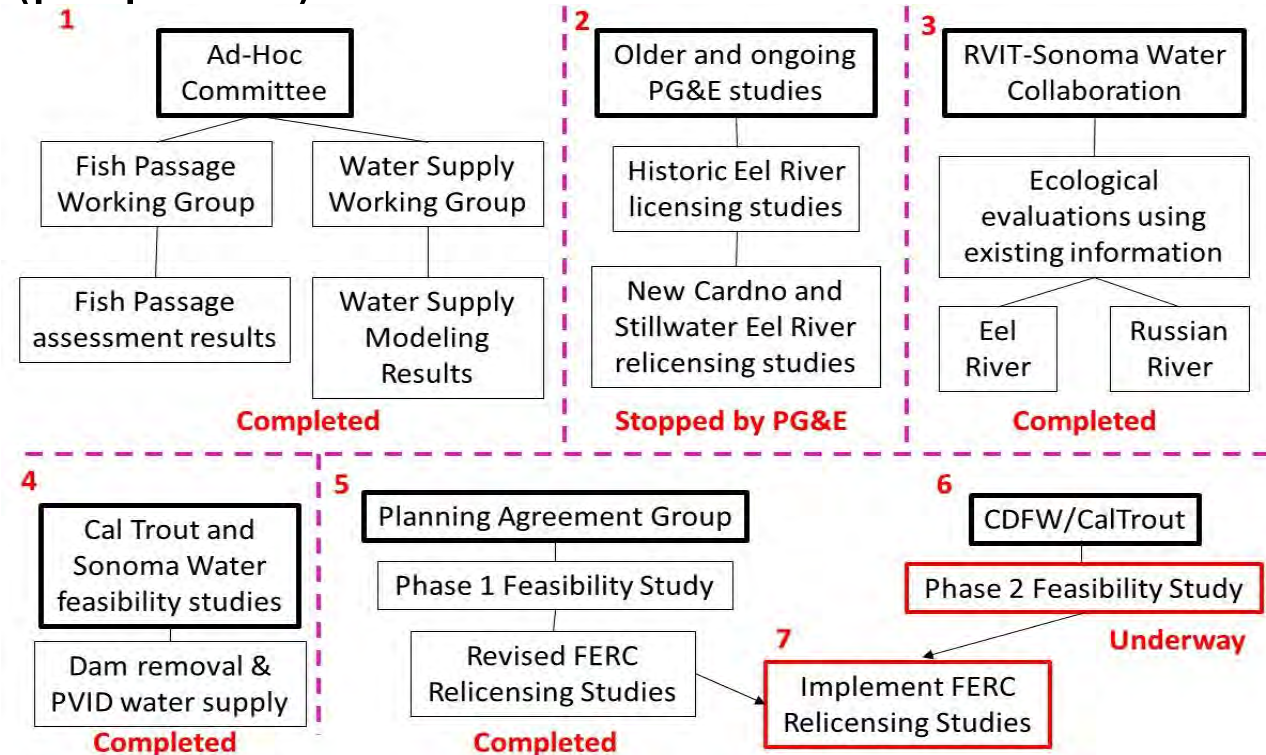 1
Ad-Hoc
Committee
Fish Passage
Working Group
Water Supply
Working Group
Fish Passage
assessment results
Water Supply
Modeling
Results
Completed
2
Older and ongoing
PG&E studies
Historic Eel River
licensing studies
New Cardno and
Stillwater Eel River
relicensing studies
Stopped by PG&E
3
RVIT-Sonoma Water
Collaboration
Ecological
evaluations using
existing information
Eel
River
Russian
River
Completed
4
Cal Trout and
Sonoma Water
feasibility studies
Dam removal &
PVID water supply
Completed
5
Planning Agreement Group
Phase 1 Feasibility Study
Revised FERC
Relicensing Studies
Completed
6
CDFW/CalTrout
Phase 2 Feasibility Study
Underway
7
Implement FERC
Relicensing Studies